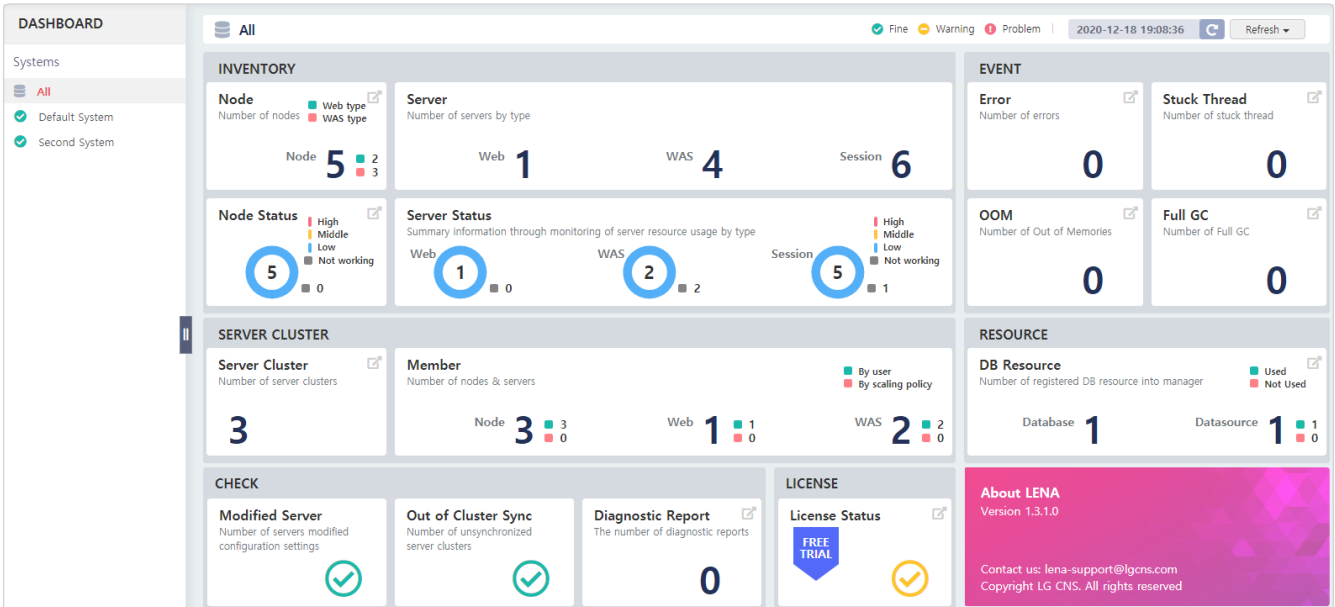 DASHBOARD
Systems
All
Default System
Second System
All
Fine Warning Problem 2020-12-18 19:08:36 Refresh
INVENTORY
Node
Number of nodes
Web type
WAS type
Node 5 2
3
Server
Number of servers by type
Web 1 WAS 4 Session 6
Node Status
High
Middle
Low
Not working
5 0
Server Status
Summary information through monitoring of server resource usage by type
High
Middle
Low
Not working
Web 1 0
WAS 2 2
Session 5 1
EVENT
Error
Number of errors
0
Stuck Thread
Number of stuck thread
0
OOM
Number of Out of Memories
0
Full GC
Number of Full GC
0
SERVER CLUSTER
Server Cluster
Number of server clusters
3
Member
Number of nodes & servers
By user
By scaling policy
Node 3 3
0
Web 1 1
0
WAS 2 2
0
RESOURCE
DB Resource
Number of registered DB resource into manager
Used
Not Used
Database 1
Datasource 1 1
0
CHECK
Modified Server
Number of servers modified
configuration settings
Out of Cluster Sync
Number of unsynchronized
server clusters
Diagnostic Report
The number of diagnostic reports
0
LICENSE
License Status
FREE
TRIAL
About LENA
Version 1.3.1.0
Contact us: lena-support@lgcns.com
Copyright LG CNS. All rights reserved